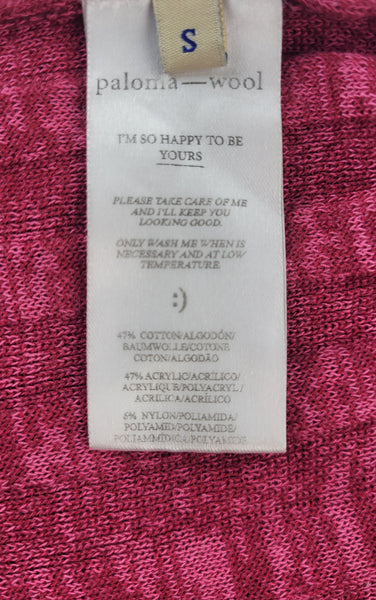 S
paloma—wool
I'M SO HAPPY TO BE
YOURS
PLEASE TAKE CARE OF ME
AND I'LL KEEP YOU
LOOKING GOOD.
ONLY WASH ME WHEN IS
NECESSARY AND AT LOW
TEMPERATURE.
:)
47% COTTON/ALGODÓN/
BAUMWOLLE/COTONE
COTON/ALGODÃO
47% ACRYLIC/ACRÍLICO/
ACRYLIQUE/POLYACRYL/
ACRILICA/ACRÍLICO
6% NYLON/POLIAMIDA/
POLYAMID/POLYAMIDE/
POLIAMMIDICA/POLYAMIDE